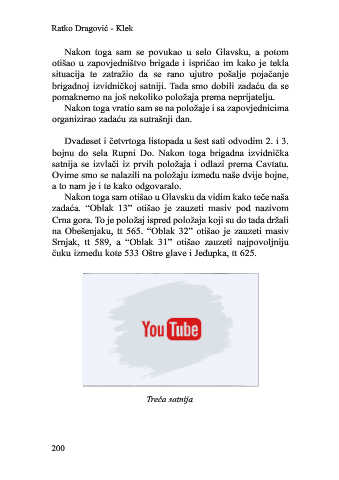 Ratko Dragović - Klek
Nakon toga sam se povukao u selo Glavsku, a potom
otišao u zapovjedništvo brigade i ispričao im kako je tekla
situacija te zatražio da se rano ujutro pošalje pojačanje
brigadnoj izvidničkoj satniji. Tada smo dobili zadaću da se
pomaknemo na još nekoliko položaja prema neprijatelju.
Nakon toga vratio sam se na položaje i sa zapovjednicima
organizirao zadaću za sutrašnji dan.
Dvadeset i četvrtoga listopada u šest sati odvodim 2. i 3.
bojnu do sela Rupni Do. Nakon toga brigadna izvidnička
satnija se izvlači iz prvih položaja i odlazi prema Cavtatu.
Ovime smo se nalazili na položaju između naše dvije bojne,
a to nam je i te kako odgovaralo.
Nakon toga sam otišao u Glavsku da vidim kako teče naša
zadaća. “Oblak 13” otišao je zauzeti masiv pod nazivom
Crna gora. To je položaj ispred položaja koji su do tada držali
na Obešenjaku, tt 565. “Oblak 32” otišao je zauzeti masiv
Srnjak, tt 589, a “Oblak 31” otišao zauzeti najpovoljniju
čuku između kote 533 Oštre glave i Jedupka, tt 625.
YouTube
Treća satnija
200